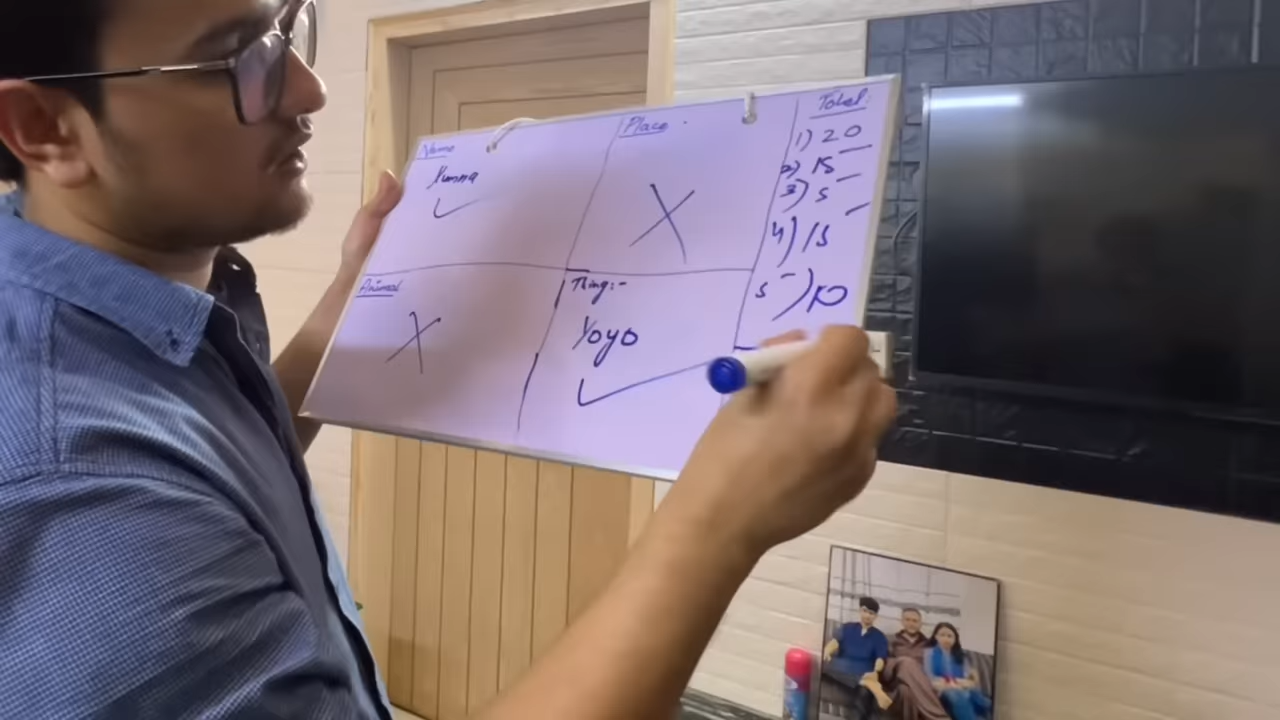 Name
Yumna
Place.
Animal
Thing:-
Yoyo
Total:
1) 20
2) 15
3) 5
4) 15
5) 10